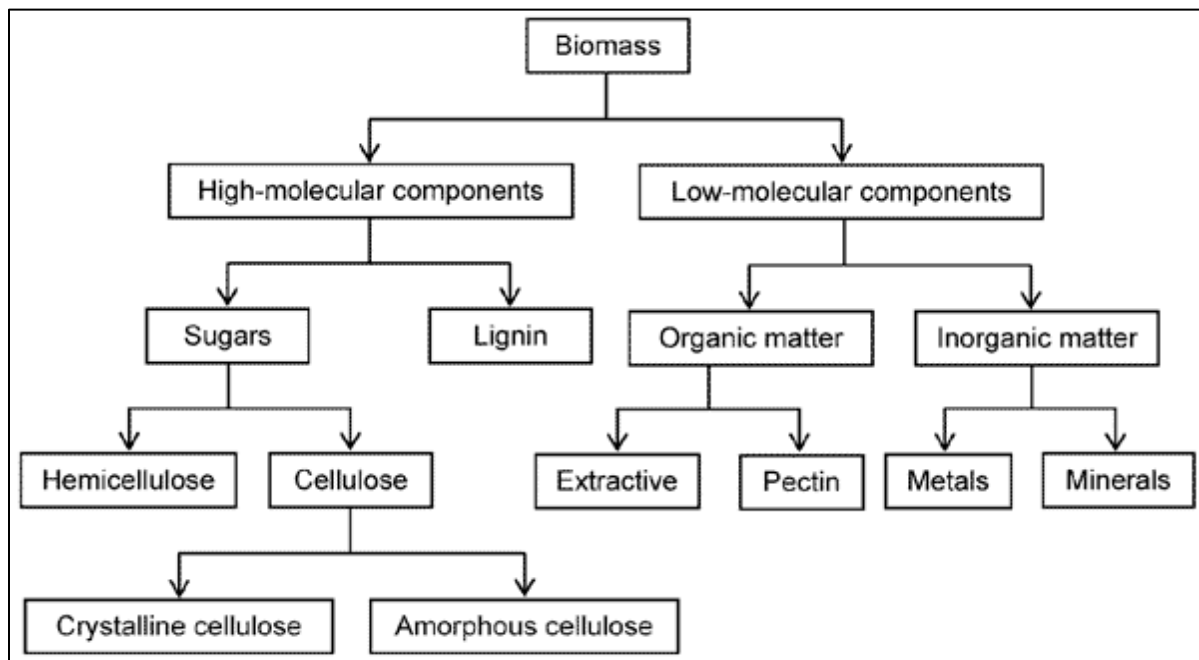 Biomass
High-molecular components
Low-molecular components
Sugars
Lignin
Organic matter
Inorganic matter
Hemicellulose
Cellulose
Extractive
Pectin
Metals
Minerals
Crystalline cellulose
Amorphous cellulose